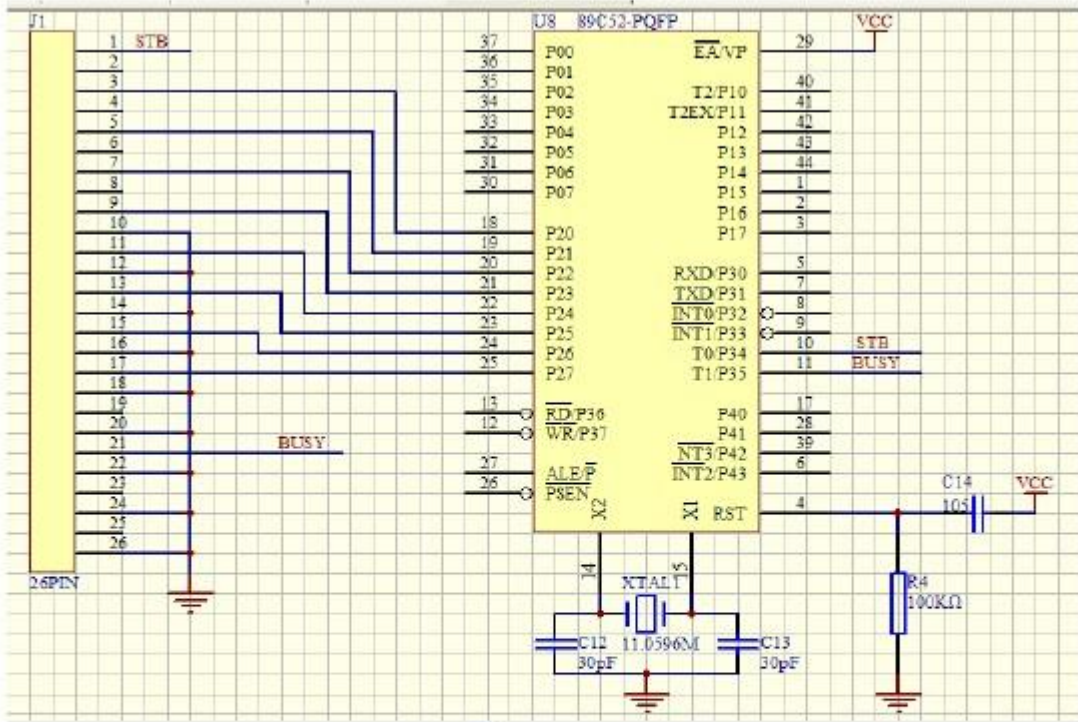 J1
1 STB
2
3
4
5
6
7
8
9
10
11
12
13
14
15
16
17
18
19
20
21 BUSY
22
23
24
25
26
26PIN
U8 89C52-PQFP
37 P00
36 P01
35 P02
34 P03
33 P04
32 P05
31 P06
30 P07
18 P20
19 P21
20 P22
21 P23
22 P24
23 P25
24 P26
25 P27
13 RD/P36
12 WR/P37
27 ALE/P
26 PSEN
EA/VP 29 VCC
T2/P10 40
T2EX/P11 41
P12 42
P13 43
P14 44
P15 1
P16 2
P17 3
RXD/P30 5
TXD/P31 7
INT0/P32 8
INT1/P33 9
T0/P34 10 STB
T1/P35 11 BUSY
P40 17
P41 28
NT3/P42 39
INT2/P43 6
RST 4
X2 X1
14 15
XTAL1
11.0596M
C12
30pF
C13
30pF
C14
105
VCC
R4
100KΩ